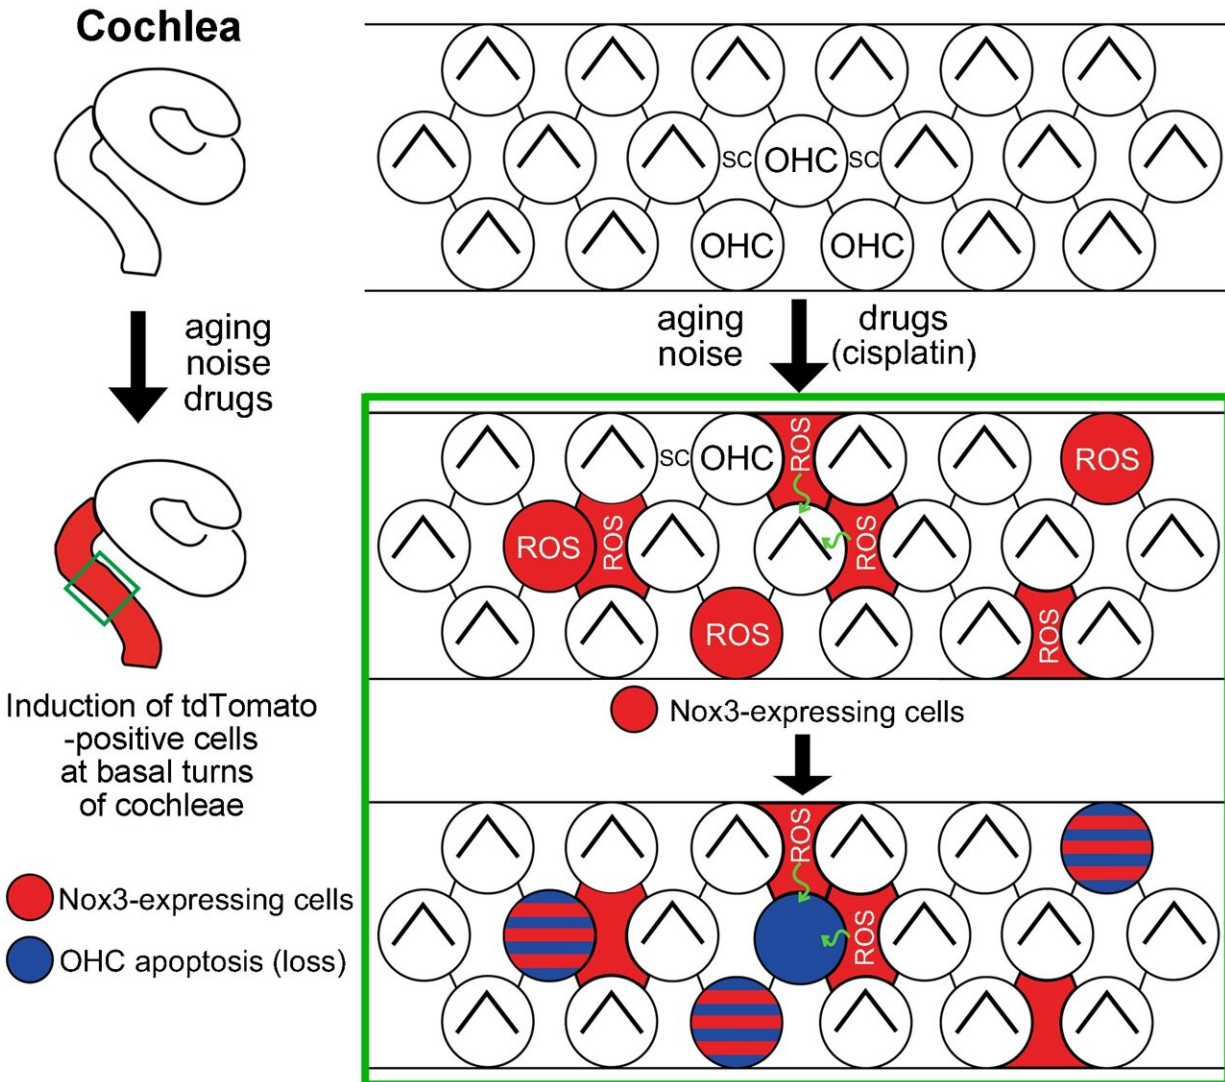 Cochlea
SC OHC SC
OHC OHC
aging
noise
drugs
aging
noise
drugs
(cisplatin)
SC OHC ROS ROS
ROS ROS ROS
ROS ROS
Nox3-expressing cells
Induction of tdTomato
-positive cells
at basal turns
of cochleae
ROS
ROS
Nox3-expressing cells
OHC apoptosis (loss)